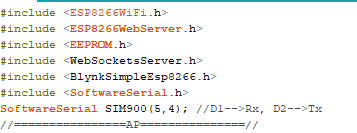 #include <ESP8266WiFi.h>
#include <ESP8266WebServer.h>
#include <EEPROM.h>
#include <WebSocketsServer.h>
#include <BlynkSimpleEsp8266.h>
#include <SoftwareSerial.h>
SoftwareSerial SIM900(5,4); //D1-->Rx, D2-->Tx
//================AP===============//